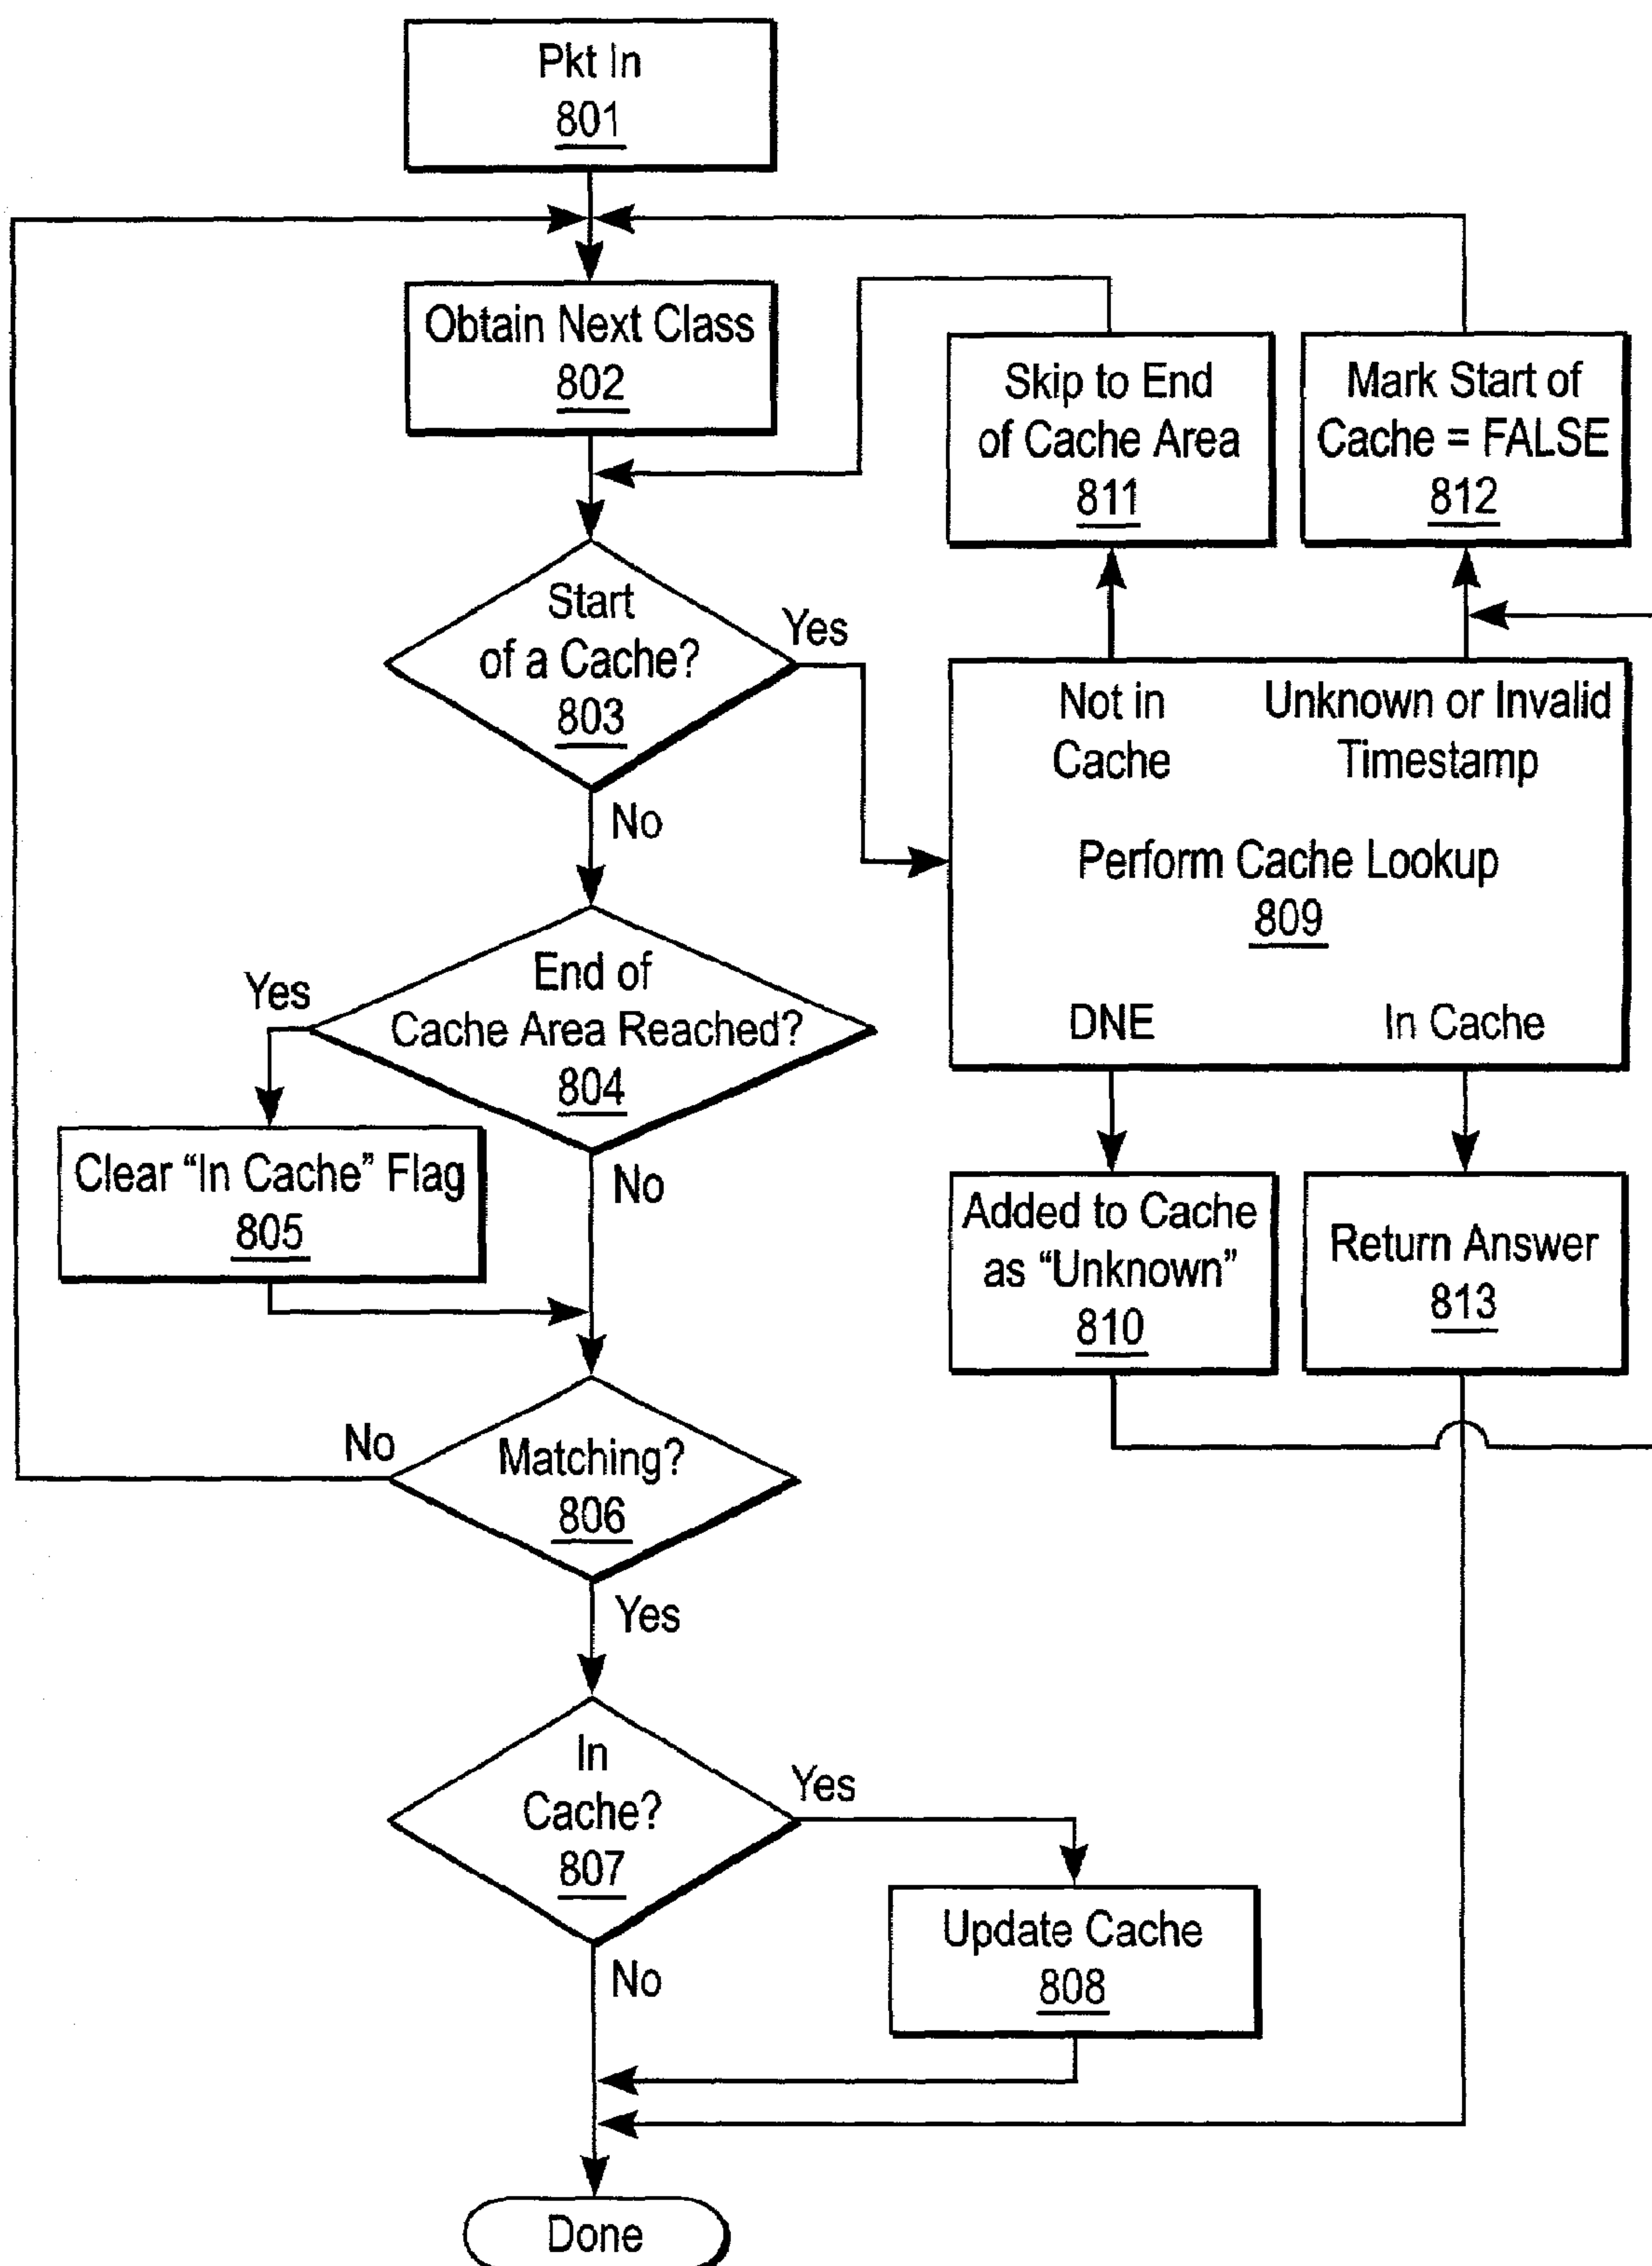 Pkt In
801
Obtain Next Class
802
Skip to End
of Cache Area
811
Mark Start of
Cache = FALSE
812
Start
of a Cache?
803
Yes
No
Not in
Cache
Unknown or Invalid
Timestamp
Perform Cache Lookup
809
DNE
In Cache
End of
Cache Area Reached?
804
Yes
No
Clear “In Cache” Flag
805
Added to Cache
as “Unknown”
810
Return Answer
813
Matching?
806
No
Yes
In
Cache?
807
Yes
No
Update Cache
808
Done